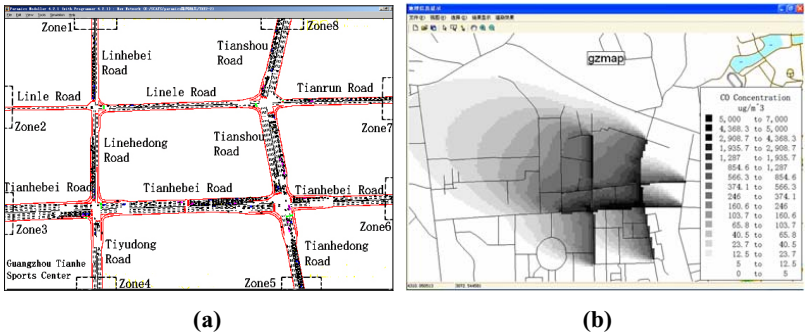 Zone1
Zone8
Linhebei
Road
Tianshou
Road
Linle Road
Linele Road
Tianrun Road
Zone2
Zone7
Linehedong
Road
Tianshou
Road
Tianhebei Road
Tianhebei Road
Tianhebei Road
Zone3
Zone6
Tiyudong
Road
Tianhedong
Road
Guangzhou Tianhe
Sports Center
Zone4
Zone5
(a)
gzmap
CO Concentration
ug/m^3
5,000 to 7,000
4,368.3 to 5,000
2,908.7 to 4,368.3
1,935.7 to 2,908.7
1,287 to 1,935.7
854.6 to 1,287
566.3 to 854.6
374.1 to 566.3
246 to 374.1
160.6 to 246
103.7 to 160.6
65.8 to 103.7
40.5 to 65.8
23.7 to 40.5
12.5 to 23.7
5 to 12.5
0 to 5
(b)